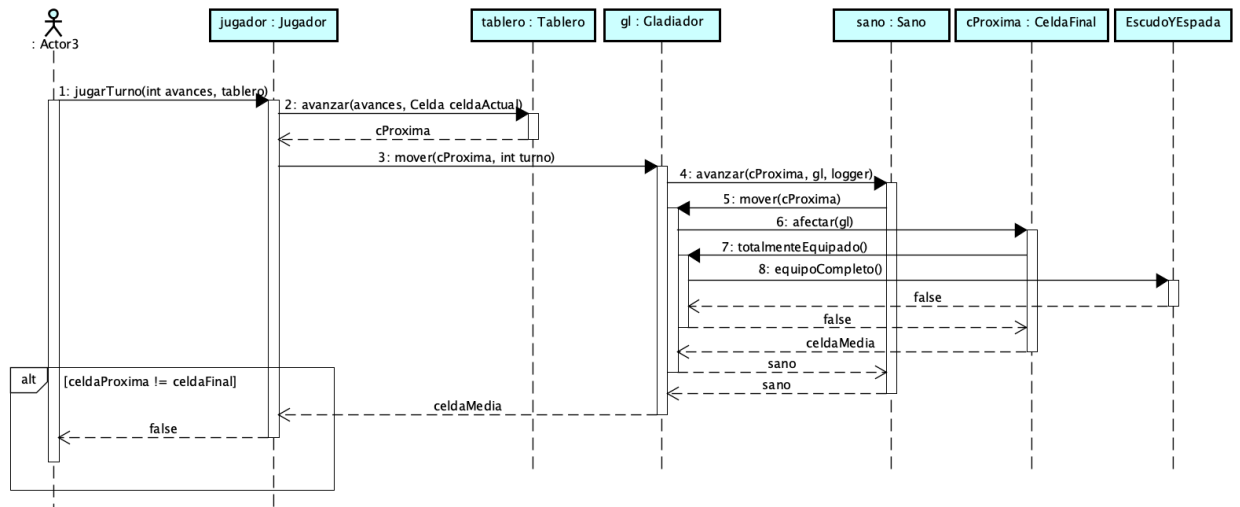 : Actor3
jugador : Jugador
tablero : Tablero
gl : Gladiador
sano : Sano
cProxima : CeldaFinal
EscudoYEspada
1: jugarTurno(int avances, tablero)
2: avanzar(avances, Celda celdaActual)
cProxima
3: mover(cProxima, int turno)
4: avanzar(cProxima, gl, logger)
5: mover(cProxima)
6: afectar(gl)
7: totalmenteEquipado()
8: equipoCompleto()
false
false
celdaMedia
sano
sano
alt
[celdaProxima != celdaFinal]
celdaMedia
false